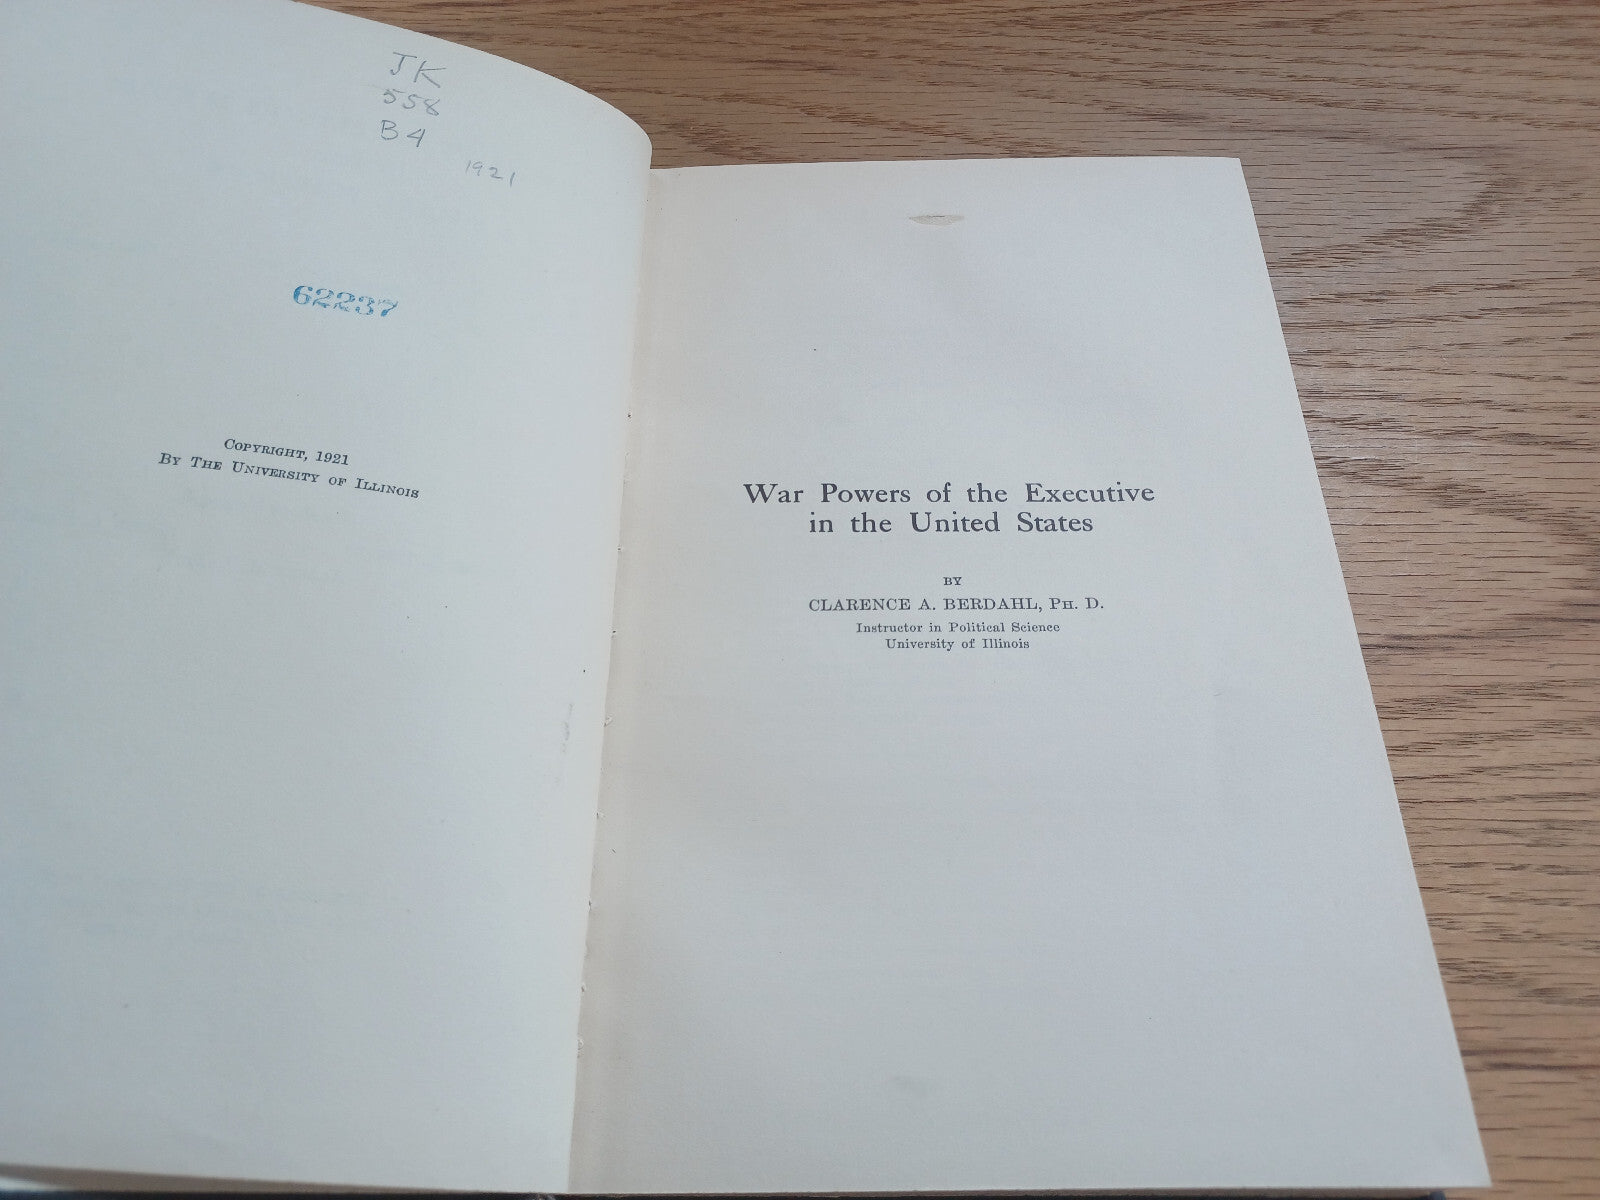 JK
558
B4
1921
62237
COPYRIGHT, 1921
BY THE UNIVERSITY OF ILLINOIS
War Powers of the Executive
in the United States
BY
CLARENCE A. BERDAHL, PH. D.
Instructor in Political Science
University of Illinois